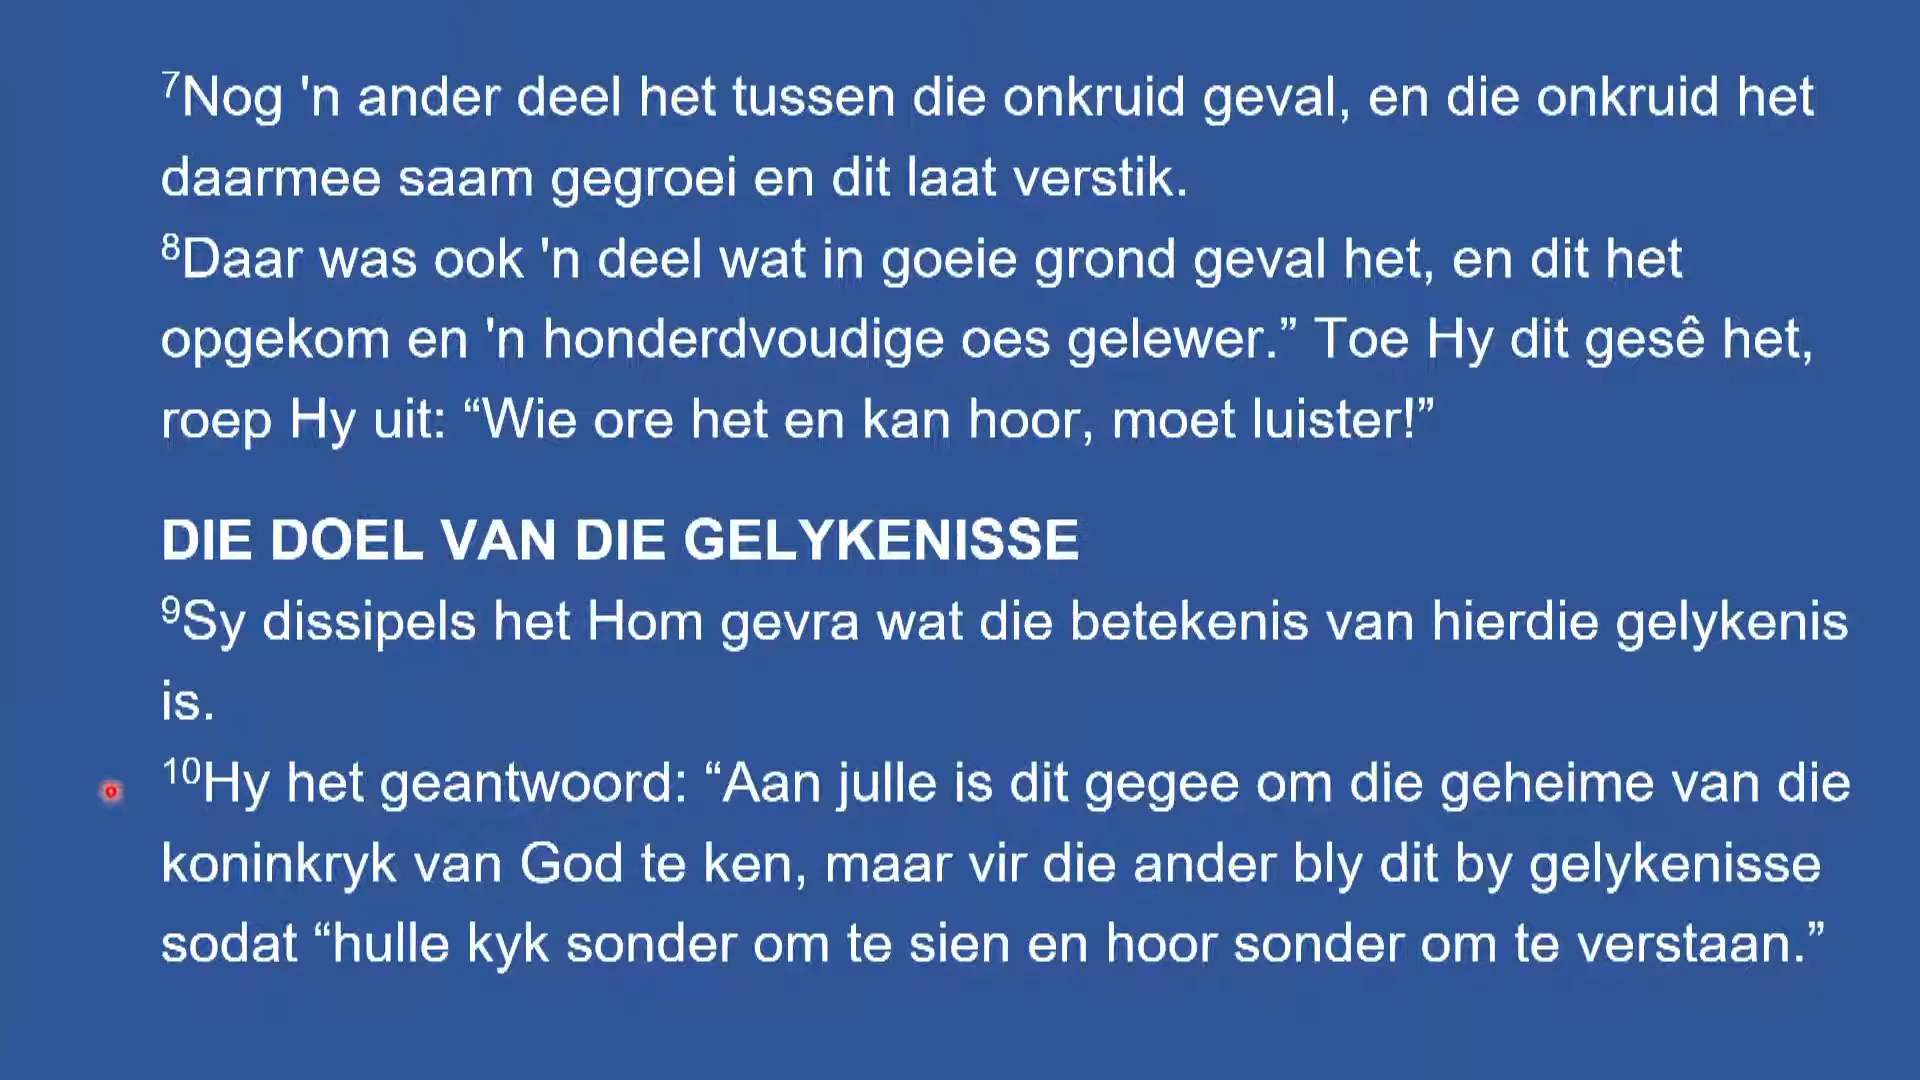 ⁷Nog 'n ander deel het tussen die onkruid geval, en die onkruid het
daarmee saam gegroei en dit laat verstik.
⁸Daar was ook 'n deel wat in goeie grond geval het, en dit het
opgekom en 'n honderdvoudige oes gelewer.” Toe Hy dit gesê het,
roep Hy uit: “Wie ore het en kan hoor, moet luister!”
DIE DOEL VAN DIE GELYKENISSE
⁹Sy dissipels het Hom gevra wat die betekenis van hierdie gelykenis
is.
¹⁰Hy het geantwoord: “Aan julle is dit gegee om die geheime van die
koninkryk van God te ken, maar vir die ander bly dit by gelykenisse
sodat “hulle kyk sonder om te sien en hoor sonder om te verstaan.”